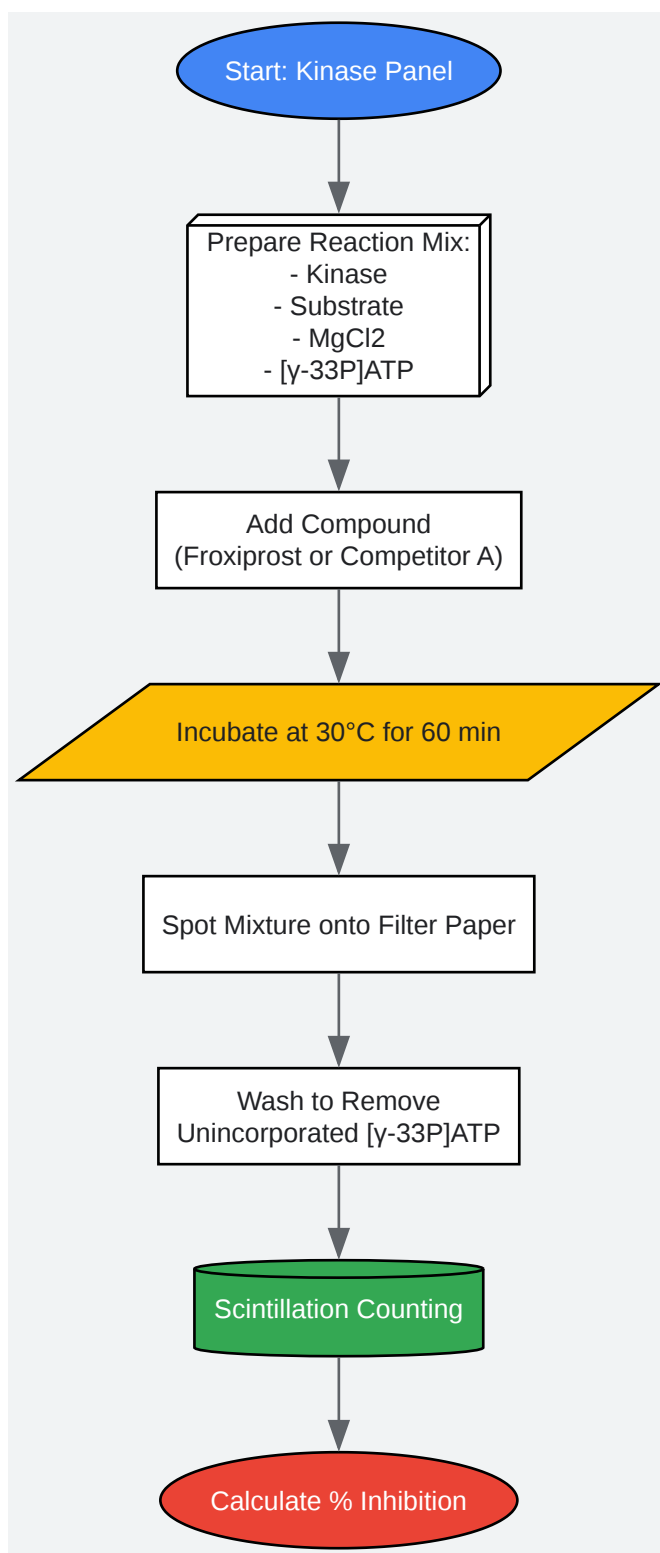 Start: Kinase Panel
Prepare Reaction Mix:
- Kinase
- Substrate
- MgCl2
- [γ-33P]ATP
Add Compound
(Froxiprost or Competitor A)
Incubate at 30°C for 60 min
Spot Mixture onto Filter Paper
Wash to Remove
Unincorporated [γ-33P]ATP
Scintillation Counting
Calculate % Inhibition